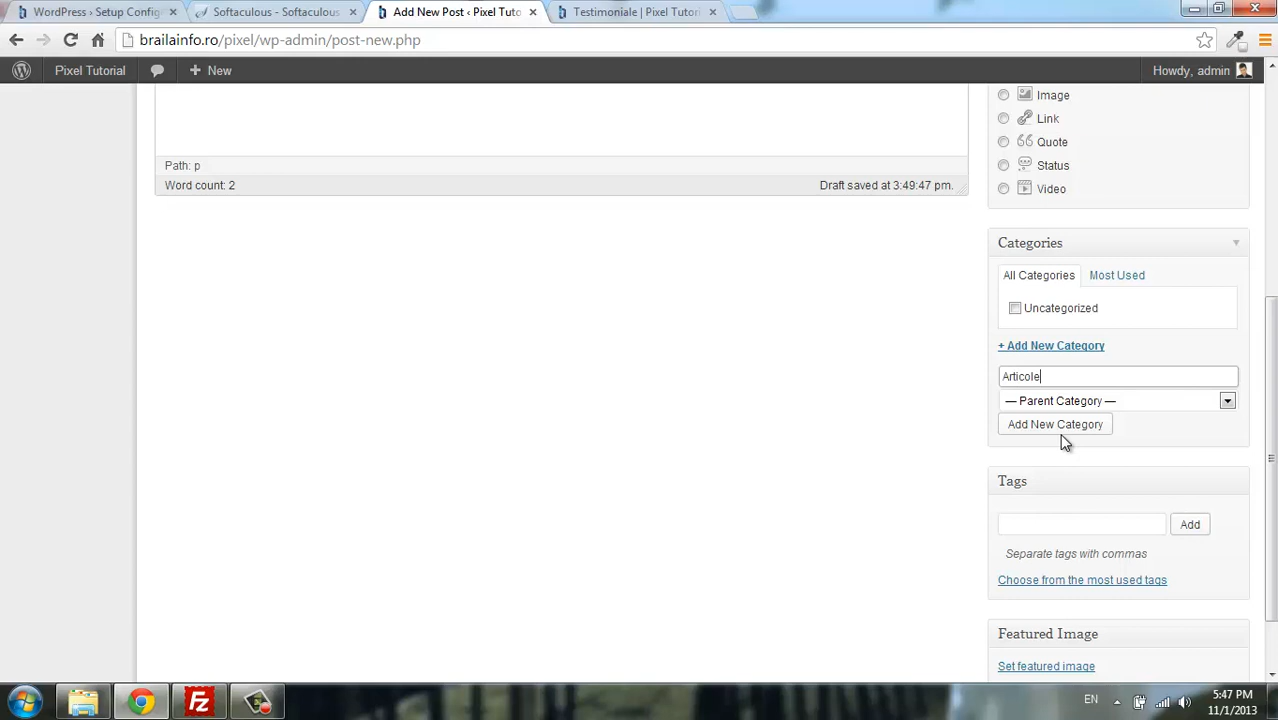 WordPress › Setup Config
Softaculous - Softaculous
Add New Post ‹ Pixel Tuto
Testimoniale | Pixel Tutori
brailainfo.ro/pixel/wp-admin/post-new.php
Pixel Tutorial
New
Howdy, admin
Image
Link
Quote
Status
Video
Path: p
Word count: 2
Draft saved at 3:49:47 pm.
Categories
All Categories
Most Used
Uncategorized
+ Add New Category
Articole
— Parent Category —
Add New Category
Tags
Add
Separate tags with commas
Choose from the most used tags
Featured Image
Set featured image
Fz
EN
5:47 PM
11/1/2013